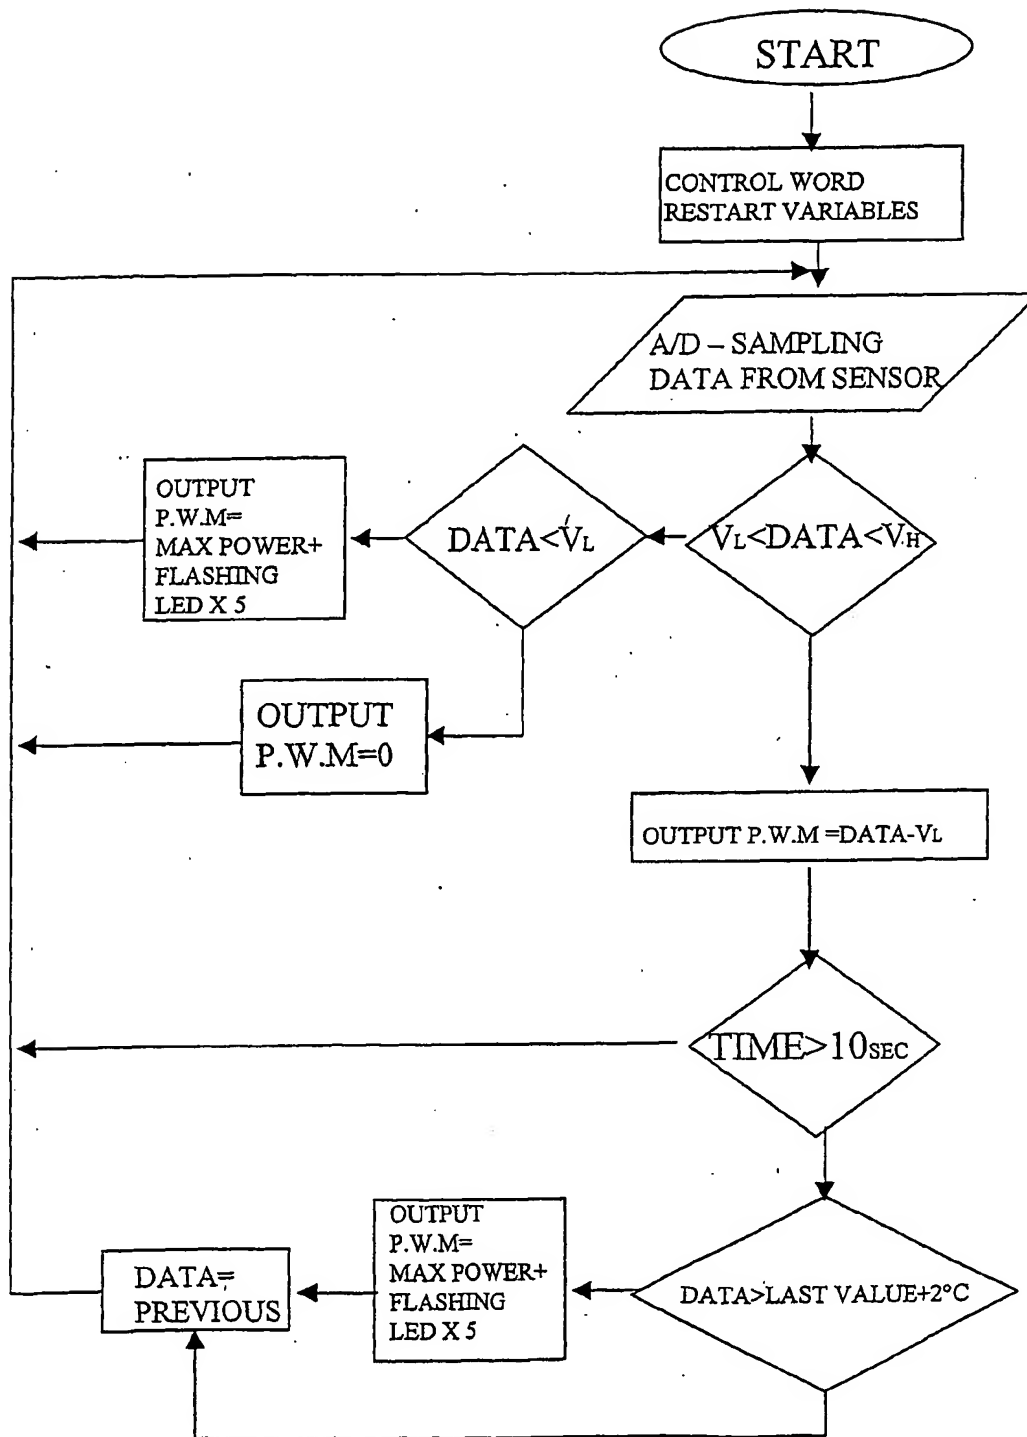 START
CONTROL WORD
RESTART VARIABLES
A/D – SAMPLING
DATA FROM SENSOR
VL<DATA<V.H
DATA<VL
OUTPUT
P.W.M=
MAX POWER+
FLASHING
LED X 5
OUTPUT
P.W.M=0
OUTPUT P.W.M =DATA-VL
TIME>10SEC
DATA>LAST VALUE+2°C
OUTPUT
P.W.M=
MAX POWER+
FLASHING
LED X 5
DATA=
PREVIOUS